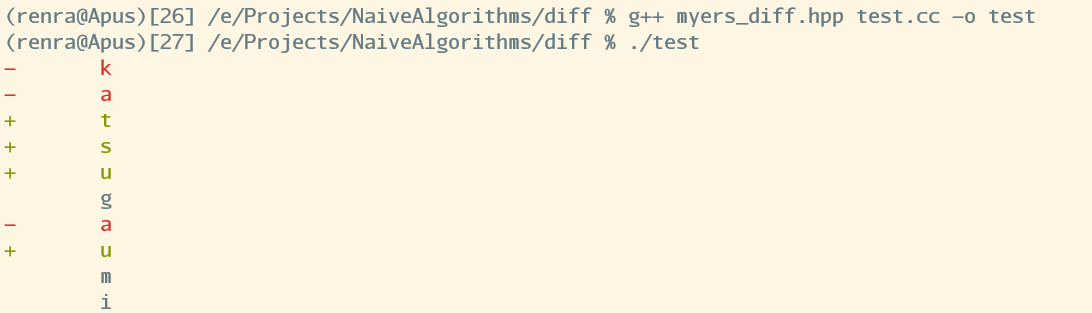 (renra@Apus)[26] /e/Projects/NaiveAlgorithms/diff % g++ myers_diff.hpp test.cc -o test
(renra@Apus)[27] /e/Projects/NaiveAlgorithms/diff % ./test
-       k
-       a
+       t
+       s
+       u
        g
-       a
+       u
        m
        i